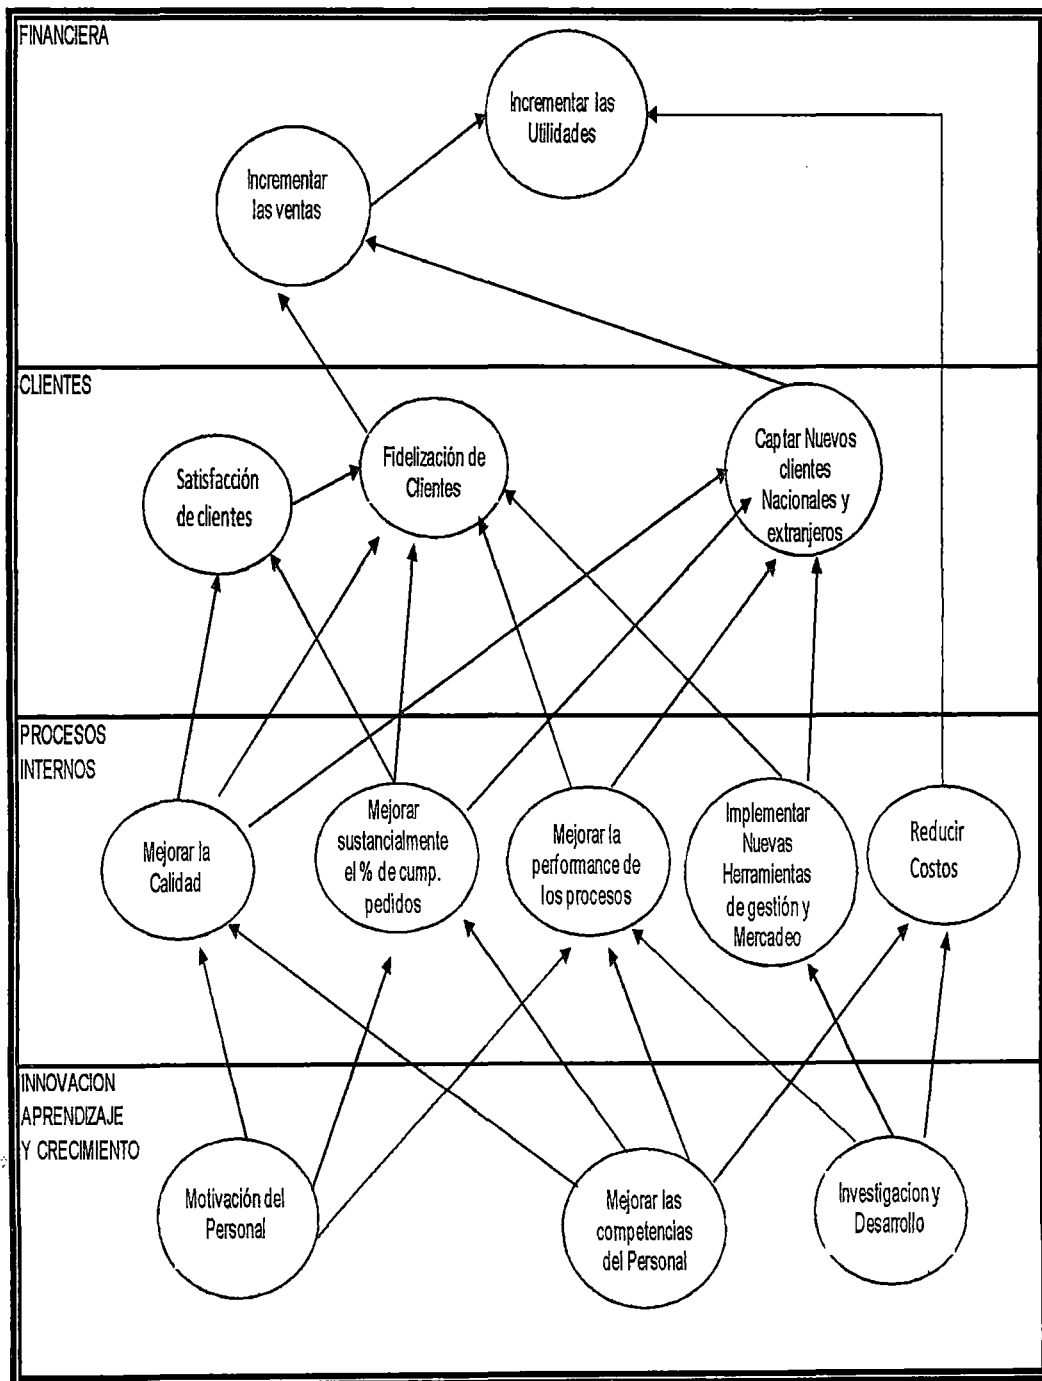 FINANCIERA
Incrementar las
Utilidades
Incrementar
las ventas
CLIENTES
Satisfacción
de clientes
Fidelización de
Clientes
Captar Nuevos
clientes
Nacionales y
extranjeros
PROCESOS
INTERNOS
Mejorar la
Calidad
Mejorar
sustancialmente
el % de cump.
pedidos
Mejorar la
performance de
los procesos
Implementar
Nuevas
Herramientas
de gestión y
Mercadeo
Reducir
Costos
INNOVACION
APRENDIZAJE
Y CRECIMIENTO
Motivación del
Personal
Mejorar las
competencias
del Personal
Investigacion y
Desarrollo